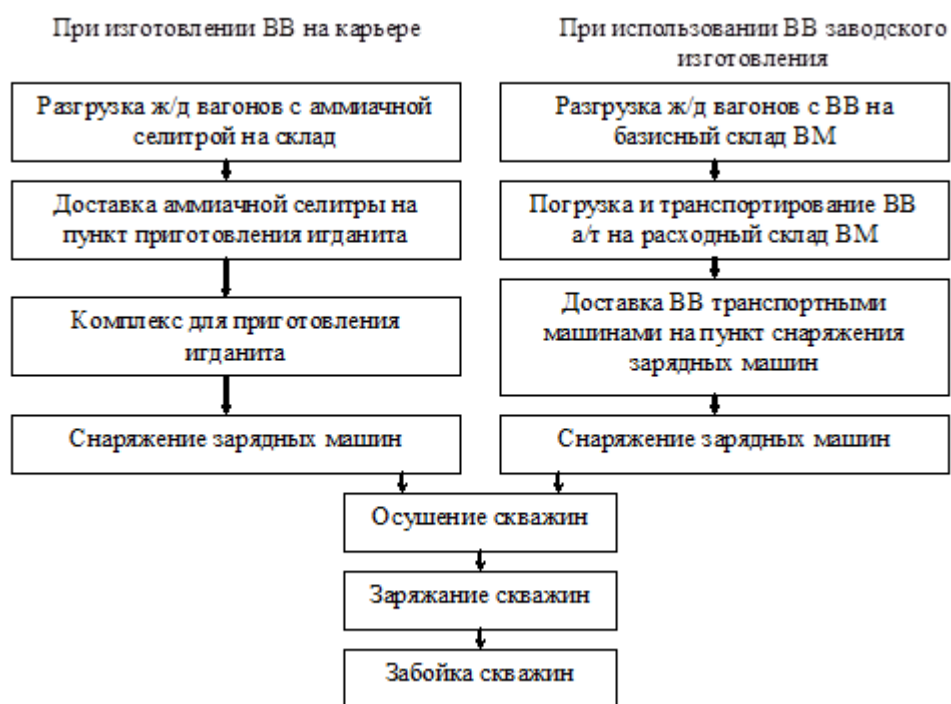 При изготовлении ВВ на карьере
При использовании ВВ заводского
изготовления
Разгрузка ж/д вагонов с аммиачной
селитрой на склад
Разгрузка ж/д вагонов с ВВ на
базисный склад ВМ
Доставка аммиачной селитры на
пункт приготовления игданита
Погрузка и транспортирование ВВ
а/т на расходный склад ВМ
Комплекс для приготовления
игданита
Доставка ВВ транспортными
машинами на пункт снаряжения
зарядных машин
Снаряжение зарядных машин
Снаряжение зарядных машин
Осушение скважин
Заряжание скважин
Забойка скважин